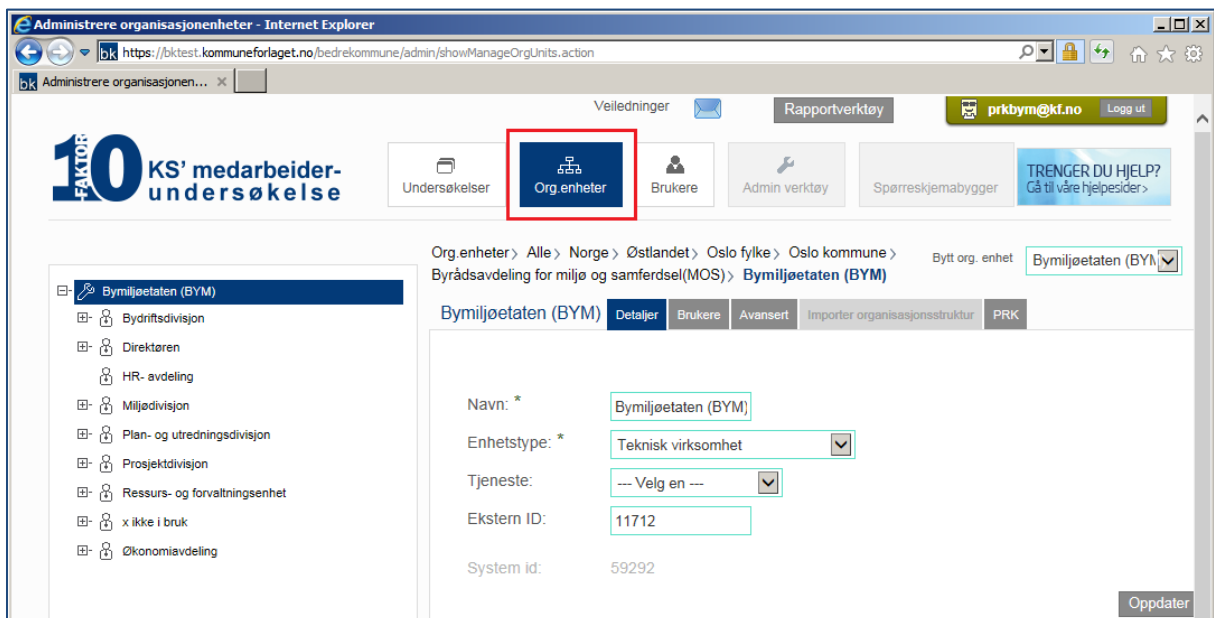 Administrere organisasjonenheter - Internet Explorer
bk https://bktest.kommuneforlaget.no/bedrekommune/admin/showManageOrgUnits.action
bk Administrere organisasjonen...
Veiledninger Rapportverktøy prkbym@kf.no Logg ut
10 FAKTOR KS' medarbeider-
undersøkelse
Undersøkelser Org.enheter Brukere Admin verktøy Spørreskjemabygger
TRENGER DU HJELP?
Gå til våre hjelpesider>
Org.enheter> Alle> Norge> Østlandet> Oslo fylke> Oslo kommune>
Byrådsavdeling for miljø og samferdsel(MOS)> Bymiljøetaten (BYM)
Bytt org. enhet Bymiljøetaten (BYM
Bymiljøetaten (BYM)
Bydriftsdivisjon
Direktøren
HR- avdeling
Miljødivisjon
Plan- og utredningsdivisjon
Prosjektdivisjon
Ressurs- og forvaltningsenhet
x ikke i bruk
Økonomiavdeling
Bymiljøetaten (BYM) Detaljer Brukere Avansert Importer organisasjonsstruktur PRK
Navn: * Bymiljøetaten (BYM)
Enhetstype: * Teknisk virksomhet
Tjeneste: --- Velg en ---
Ekstern ID: 11712
System id: 59292
Oppdater